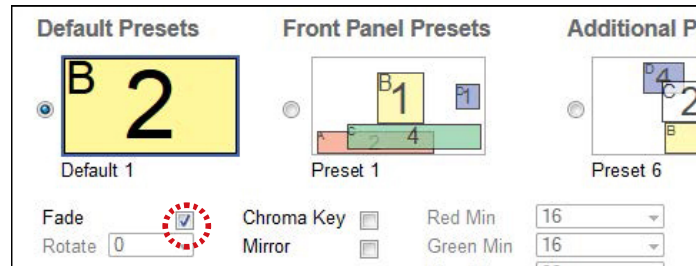 Default Presets Front Panel Presets Additional P
B 2
B 1 D 1 A 2 C 4
D 4 C 2 B
Default 1 Preset 1 Preset 6
Fade Chroma Key Red Min 16
Rotate 0 Mirror Green Min 16